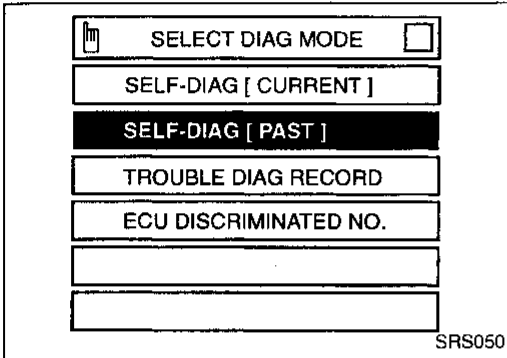 SELECT DIAG MODE
SELF-DIAG [ CURRENT ]
SELF-DIAG [ PAST ]
TROUBLE DIAG RECORD
ECU DISCRIMINATED NO.
SRS050